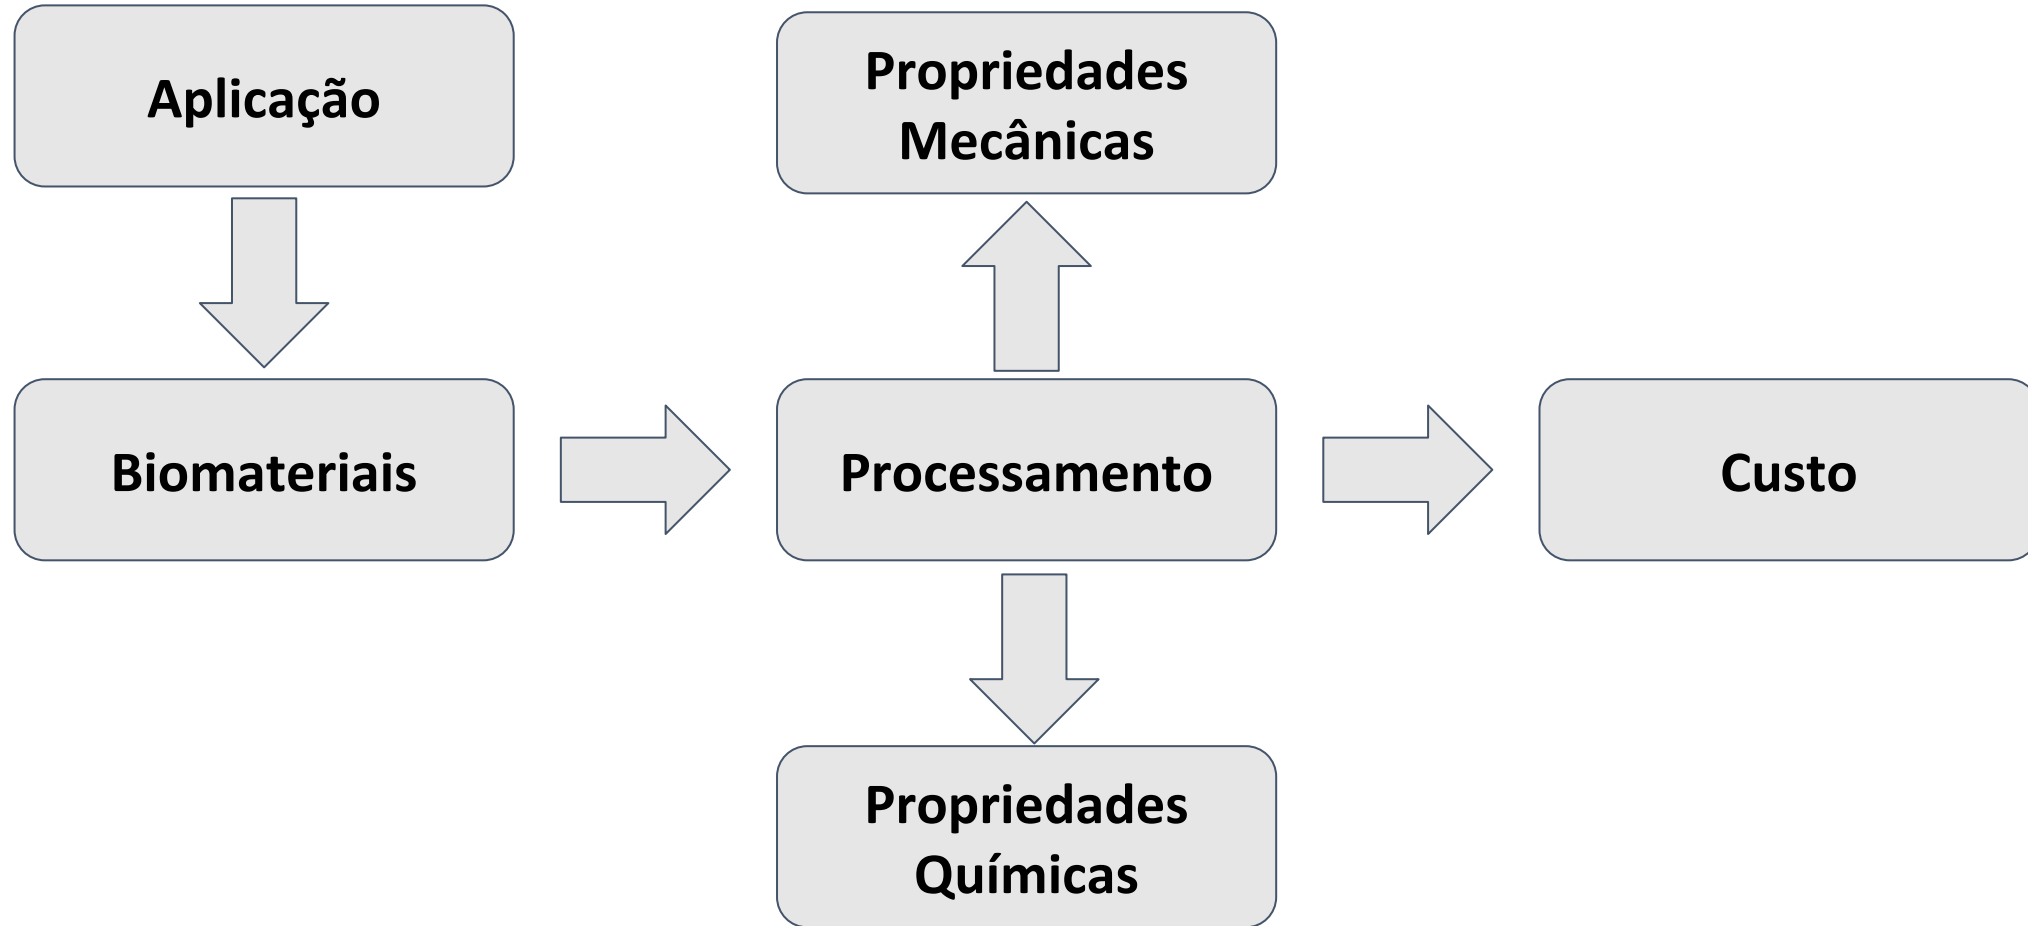 Aplicação
Propriedades
Mecânicas
Biomateriais
Processamento
Custo
Propriedades
Químicas